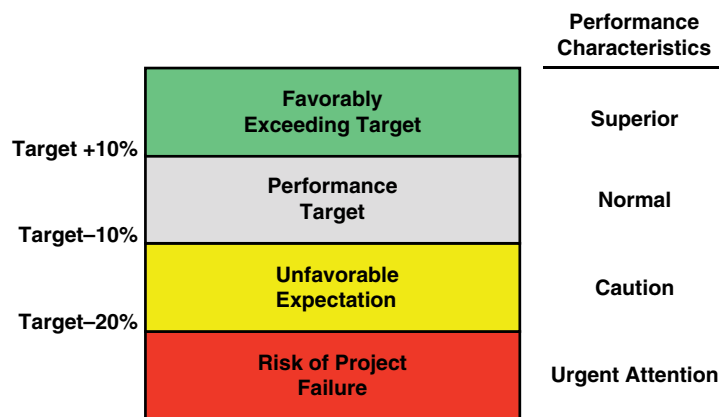 Performance
Characteristics
Favorably
Exceeding Target
Superior
Target +10%
Performance
Target
Normal
Target–10%
Unfavorable
Expectation
Caution
Target–20%
Risk of Project
Failure
Urgent Attention